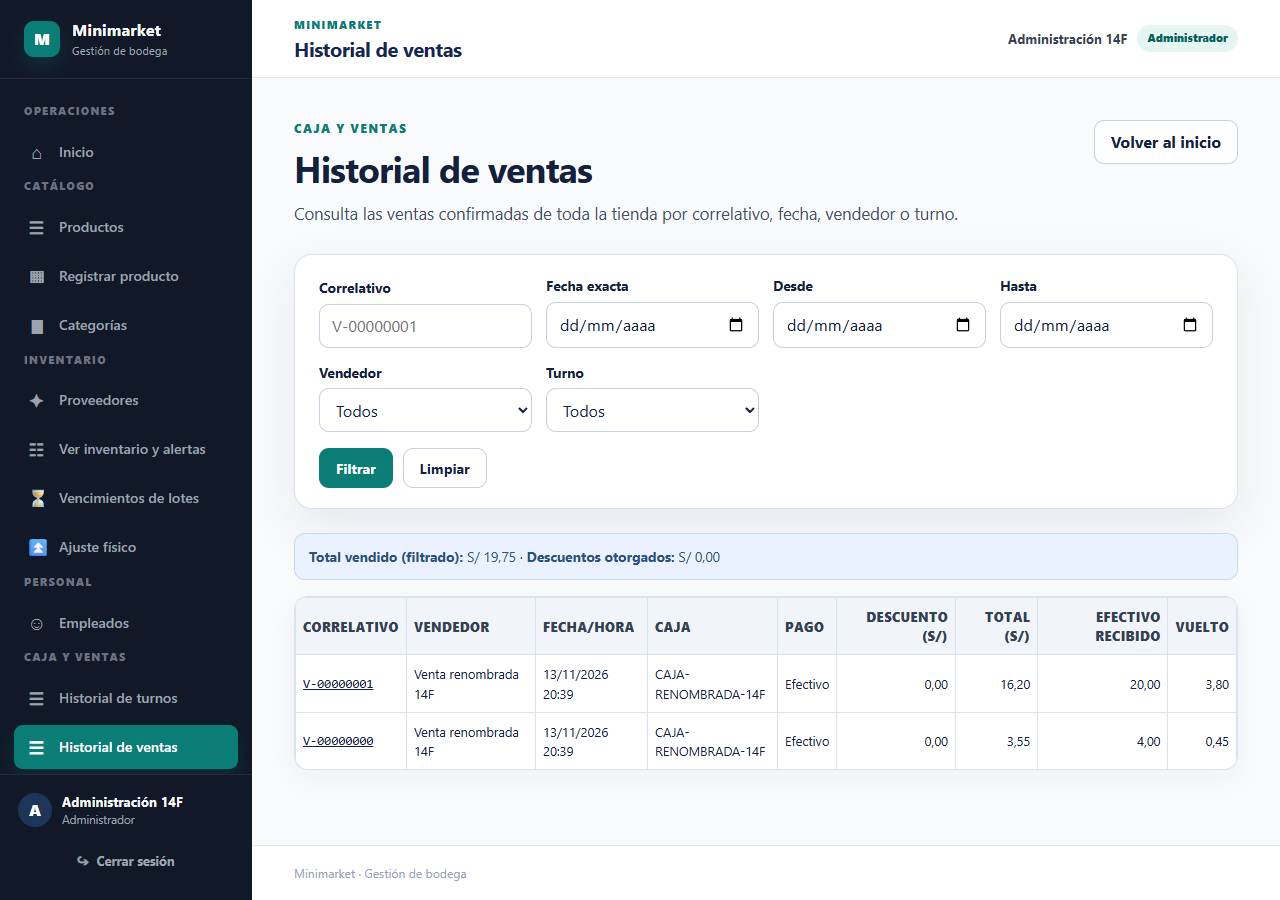 M
Minimarket
Gestión de bodega
OPERACIONES
Inicio
CATÁLOGO
Productos
Registrar producto
Categorías
INVENTARIO
Proveedores
Ver inventario y alertas
Vencimientos de lotes
Ajuste físico
PERSONAL
Empleados
CAJA Y VENTAS
Historial de turnos
Historial de ventas
A
Administración 14F
Administrador
Cerrar sesión
MINIMARKET
Historial de ventas
Administración 14F
Administrador
CAJA Y VENTAS
Historial de ventas
Consulta las ventas confirmadas de toda la tienda por correlativo, fecha, vendedor o turno.
Volver al inicio
Correlativo
Fecha exacta
Desde
Hasta
V-00000001
dd/mm/aaaa
dd/mm/aaaa
dd/mm/aaaa
Vendedor
Turno
Todos
Todos
Filtrar
Limpiar
Total vendido (filtrado): S/ 19,75 · Descuentos otorgados: S/ 0,00
CORRELATIVO VENDEDOR FECHA/HORA CAJA PAGO DESCUENTO (S/) TOTAL (S/) EFECTIVO RECIBIDO VUELTO
V-00000001 Venta renombrada 14F 13/11/2026 20:39 CAJA-RENOMBRADA-14F Efectivo 0,00 16,20 20,00 3,80
V-00000000 Venta renombrada 14F 13/11/2026 20:39 CAJA-RENOMBRADA-14F Efectivo 0,00 3,55 4,00 0,45
Minimarket · Gestión de bodega